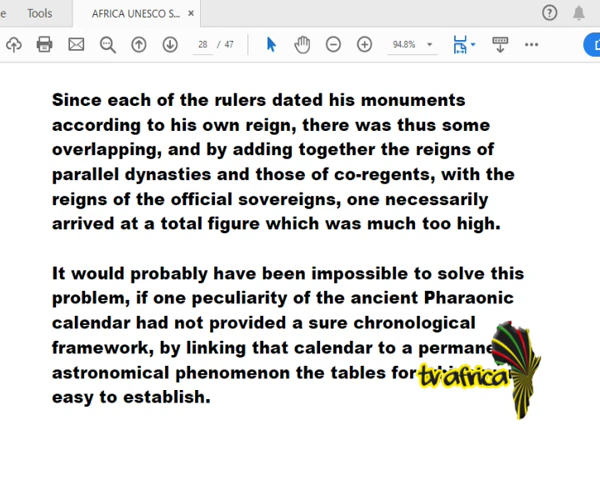 Tools
AFRICA UNESCO S...
28 / 47
94.8%
Since each of the rulers dated his monuments
according to his own reign, there was thus some
overlapping, and by adding together the reigns of
parallel dynasties and those of co-regents, with the
reigns of the official sovereigns, one necessarily
arrived at a total figure which was much too high.
It would probably have been impossible to solve this
problem, if one peculiarity of the ancient Pharaonic
calendar had not provided a sure chronological
framework, by linking that calendar to a
astronomical phenomenon the tables for
easy to establish.
tv africa